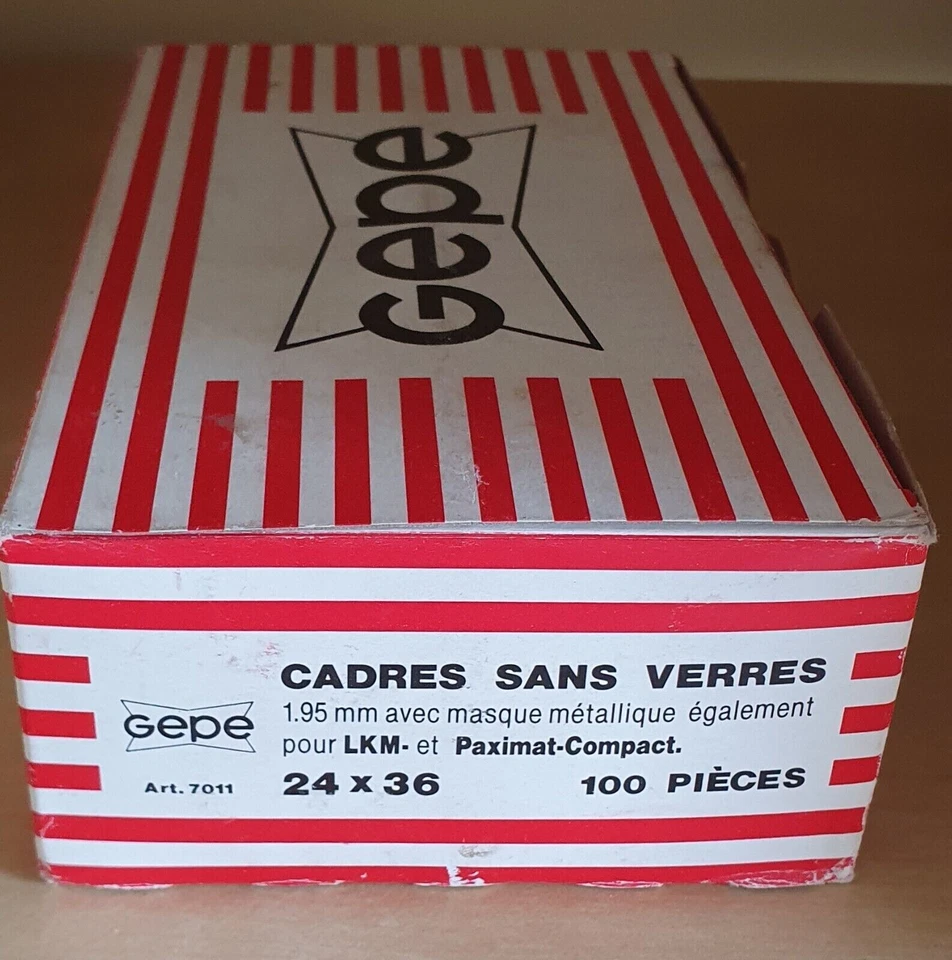 Gepe
CADRES SANS VERRES
1.95 mm avec masque métallique également
pour LKM- et Paximat-Compact.
Gepe
Art. 7011
24 x 36
100 PIÈCES